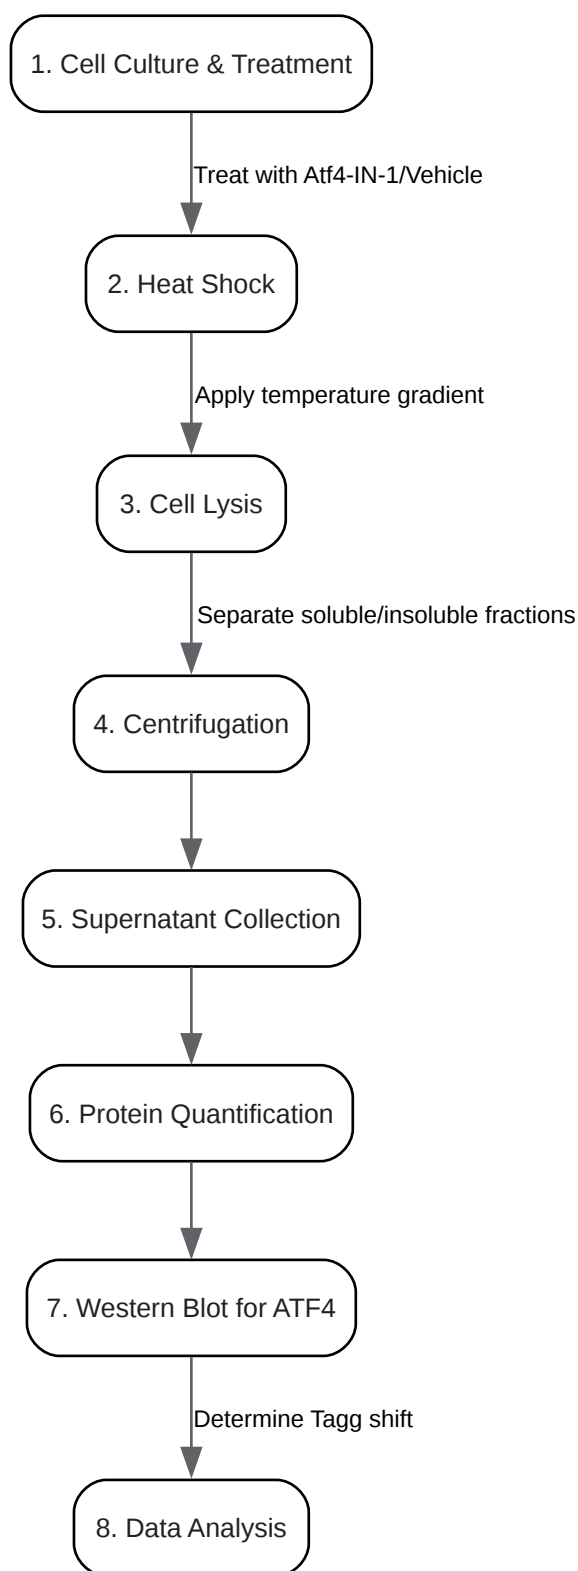 1. Cell Culture & Treatment
Treat with Atf4-IN-1/Vehicle
2. Heat Shock
Apply temperature gradient
3. Cell Lysis
Separate soluble/insoluble fractions
4. Centrifugation
5. Supernatant Collection
6. Protein Quantification
7. Western Blot for ATF4
Determine Tagg shift
8. Data Analysis